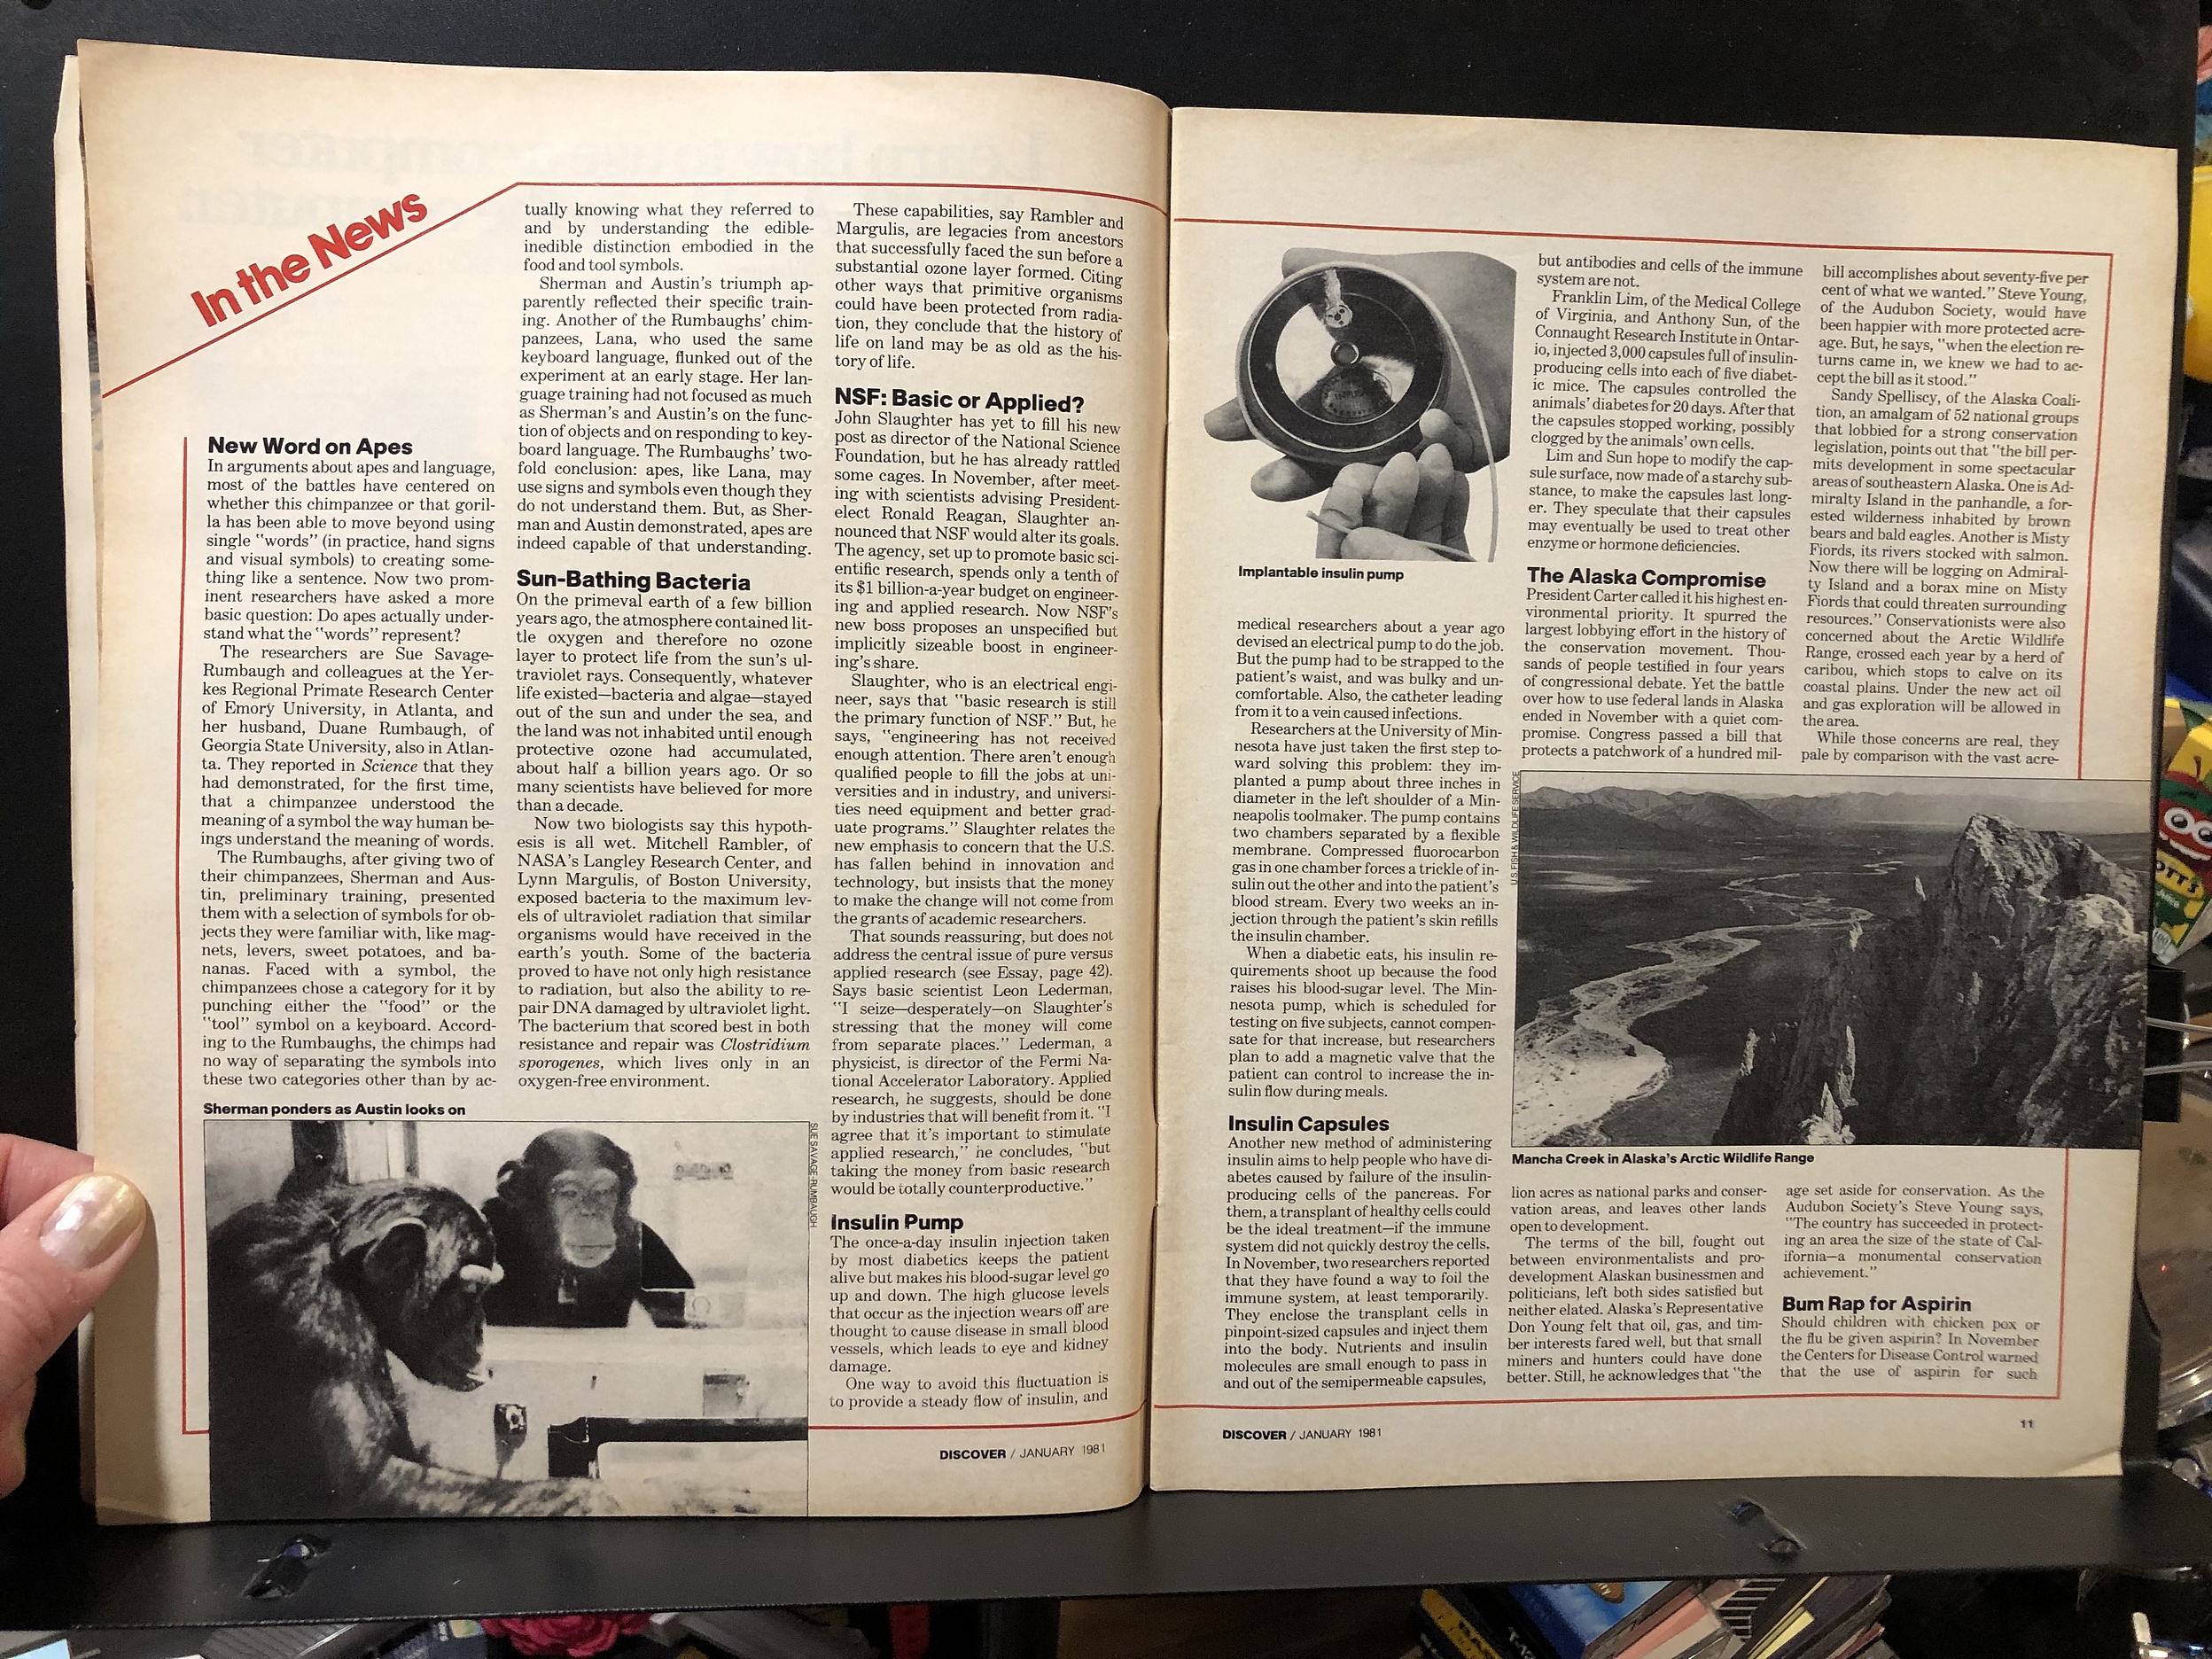 In the News
New Word on Apes
In arguments about apes and language,
most of the battles have centered on
whether this chimpanzee or that goril-
la has been able to move beyond using
single "words" (in practice, hand signs
and visual symbols) to creating some-
thing like a sentence. Now two prom-
inent researchers have asked a more
basic question: Do apes actually under-
stand what the "words" represent?
The researchers are Sue Savage-
Rumbaugh and colleagues at the Yer-
kes Regional Primate Research Center
of Emory University, in Atlanta, and
her husband, Duane Rumbaugh, of
Georgia State University, also in Atlan-
ta. They reported in Science that they
had demonstrated, for the first time,
that a chimpanzee understood the
meaning of a symbol the way human be-
ings understand the meaning of words.
The Rumbaughs, after giving two of
their chimpanzees, Sherman and Aus-
tin, preliminary training, presented
them with a selection of symbols for ob-
jects they were familiar with, like mag-
nets, levers, sweet potatoes, and ba-
nanas. Faced with a symbol, the
chimpanzees chose a category for it by
punching either the "food" or the
"tool" symbol on a keyboard. Accord-
ing to the Rumbaughs, the chimps had
no way of separating the symbols into
these two categories other than by ac-
Sherman ponders as Austin looks on
SUE SAVAGE-RUMBAUGH
tually knowing what they referred to
and by understanding the edible-
inedible distinction embodied in the
food and tool symbols.
Sherman and Austin's triumph ap-
parently reflected their specific train-
ing. Another of the Rumbaughs' chim-
panzees, Lana, who used the same
keyboard language, flunked out of the
experiment at an early stage. Her lan-
guage training had not focused as much
as Sherman's and Austin's on the func-
tion of objects and on responding to key-
board language. The Rumbaughs' two-
fold conclusion: apes, like Lana, may
use signs and symbols even though they
do not understand them. But, as Sher-
man and Austin demonstrated, apes are
indeed capable of that understanding.
Sun-Bathing Bacteria
On the primeval earth of a few billion
years ago, the atmosphere contained lit-
tle oxygen and therefore no ozone
layer to protect life from the sun's ul-
traviolet rays. Consequently, whatever
life existed—bacteria and algae—stayed
out of the sun and under the sea, and
the land was not inhabited until enough
protective ozone had accumulated,
about half a billion years ago. Or so
many scientists have believed for more
than a decade.
Now two biologists say this hypoth-
esis is all wet. Mitchell Rambler, of
NASA's Langley Research Center, and
Lynn Margulis, of Boston University,
exposed bacteria to the maximum lev-
els of ultraviolet radiation that similar
organisms would have received in the
earth's youth. Some of the bacteria
proved to have not only high resistance
to radiation, but also the ability to re-
pair DNA damaged by ultraviolet light.
The bacterium that scored best in both
resistance and repair was Clostridium
sporogenes, which lives only in an
oxygen-free environment.
These capabilities, say Rambler and
Margulis, are legacies from ancestors
that successfully faced the sun before a
substantial ozone layer formed. Citing
other ways that primitive organisms
could have been protected from radia-
tion, they conclude that the history of
life on land may be as old as the his-
tory of life.
NSF: Basic or Applied?
John Slaughter has yet to fill his new
post as director of the National Science
Foundation, but he has already rattled
some cages. In November, after meet-
ing with scientists advising President-
elect Ronald Reagan, Slaughter an-
nounced that NSF would alter its goals.
The agency, set up to promote basic sci-
entific research, spends only a tenth of
its $1 billion-a-year budget on engineer-
ing and applied research. Now NSF's
new boss proposes an unspecified but
implicitly sizeable boost in engineer-
ing's share.
Slaughter, who is an electrical engi-
neer, says that "basic research is still
the primary function of NSF." But, he
says, "engineering has not received
enough attention. There aren't enough
qualified people to fill the jobs at uni-
versities and in industry, and universi-
ties need equipment and better grad-
uate programs." Slaughter relates the
new emphasis to concern that the U.S.
has fallen behind in innovation and
technology, but insists that the money
to make the change will not come from
the grants of academic researchers.
That sounds reassuring, but does not
address the central issue of pure versus
applied research (see Essay, page 42).
Says basic scientist Leon Lederman,
"I seize—desperately—on Slaughter's
stressing that the money will come
from separate places." Lederman, a
physicist, is director of the Fermi Na-
tional Accelerator Laboratory. Applied
research, he suggests, should be done
by industries that will benefit from it. "I
agree that it's important to stimulate
applied research," he concludes, "but
taking the money from basic research
would be totally counterproductive."
Insulin Pump
The once-a-day insulin injection taken
by most diabetics keeps the patient
alive but makes his blood-sugar level go
up and down. The high glucose levels
that occur as the injection wears off are
thought to cause disease in small blood
vessels, which leads to eye and kidney
damage.
One way to avoid this fluctuation is
to provide a steady flow of insulin, and
DISCOVER / JANUARY 1981
Implantable insulin pump
medical researchers about a year ago
devised an electrical pump to do the job.
But the pump had to be strapped to the
patient's waist, and was bulky and un-
comfortable. Also, the catheter leading
from it to a vein caused infections.
Researchers at the University of Min-
nesota have just taken the first step to-
ward solving this problem: they im-
planted a pump about three inches in
diameter in the left shoulder of a Min-
neapolis toolmaker. The pump contains
two chambers separated by a flexible
membrane. Compressed fluorocarbon
gas in one chamber forces a trickle of in-
sulin out the other and into the patient's
blood stream. Every two weeks an in-
jection through the patient's skin refills
the insulin chamber.
When a diabetic eats, his insulin re-
quirements shoot up because the food
raises his blood-sugar level. The Min-
nesota pump, which is scheduled for
testing on five subjects, cannot compen-
sate for that increase, but researchers
plan to add a magnetic valve that the
patient can control to increase the in-
sulin flow during meals.
Insulin Capsules
Another new method of administering
insulin aims to help people who have di-
abetes caused by failure of the insulin-
producing cells of the pancreas. For
them, a transplant of healthy cells could
be the ideal treatment—if the immune
system did not quickly destroy the cells.
In November, two researchers reported
that they have found a way to foil the
immune system, at least temporarily.
They enclose the transplant cells in
pinpoint-sized capsules and inject them
into the body. Nutrients and insulin
molecules are small enough to pass in
and out of the semipermeable capsules,
but antibodies and cells of the immune
system are not.
Franklin Lim, of the Medical College
of Virginia, and Anthony Sun, of the
Connaught Research Institute in Ontar-
io, injected 3,000 capsules full of insulin-
producing cells into each of five diabet-
ic mice. The capsules controlled the
animals' diabetes for 20 days. After that
the capsules stopped working, possibly
clogged by the animals' own cells.
Lim and Sun hope to modify the cap-
sule surface, now made of a starchy sub-
stance, to make the capsules last long-
er. They speculate that their capsules
may eventually be used to treat other
enzyme or hormone deficiencies.
The Alaska Compromise
President Carter called it his highest en-
vironmental priority. It spurred the
largest lobbying effort in the history of
the conservation movement. Thou-
sands of people testified in four years
of congressional debate. Yet the battle
over how to use federal lands in Alaska
ended in November with a quiet com-
promise. Congress passed a bill that
protects a patchwork of a hundred mil-
U.S. FISH & WILDLIFE SERVICE
Mancha Creek in Alaska's Arctic Wildlife Range
lion acres as national parks and conser-
vation areas, and leaves other lands
open to development.
The terms of the bill, fought out
between environmentalists and pro-
development Alaskan businessmen and
politicians, left both sides satisfied but
neither elated. Alaska's Representative
Don Young felt that oil, gas, and tim-
ber interests fared well, but that small
miners and hunters could have done
better. Still, he acknowledges that "the
bill accomplishes about seventy-five per
cent of what we wanted." Steve Young,
of the Audubon Society, would have
been happier with more protected acre-
age. But, he says, "when the election re-
turns came in, we knew we had to ac-
cept the bill as it stood."
Sandy Spelliscy, of the Alaska Coali-
tion, an amalgam of 52 national groups
that lobbied for a strong conservation
legislation, points out that "the bill per-
mits development in some spectacular
areas of southeastern Alaska. One is Ad-
miralty Island in the panhandle, a for-
ested wilderness inhabited by brown
bears and bald eagles. Another is Misty
Fiords, its rivers stocked with salmon.
Now there will be logging on Admiral-
ty Island and a borax mine on Misty
Fiords that could threaten surrounding
resources." Conservationists were also
concerned about the Arctic Wildlife
Range, crossed each year by a herd of
caribou, which stops to calve on its
coastal plains. Under the new act oil
and gas exploration will be allowed in
the area.
While those concerns are real, they
pale by comparison with the vast acre-
age set aside for conservation. As the
Audubon Society's Steve Young says,
"The country has succeeded in protect-
ing an area the size of the state of Cal-
ifornia—a monumental conservation
achievement."
Bum Rap for Aspirin
Should children with chicken pox or
the flu be given aspirin? In November
the Centers for Disease Control warned
that the use of aspirin for such
DISCOVER / JANUARY 1981
11